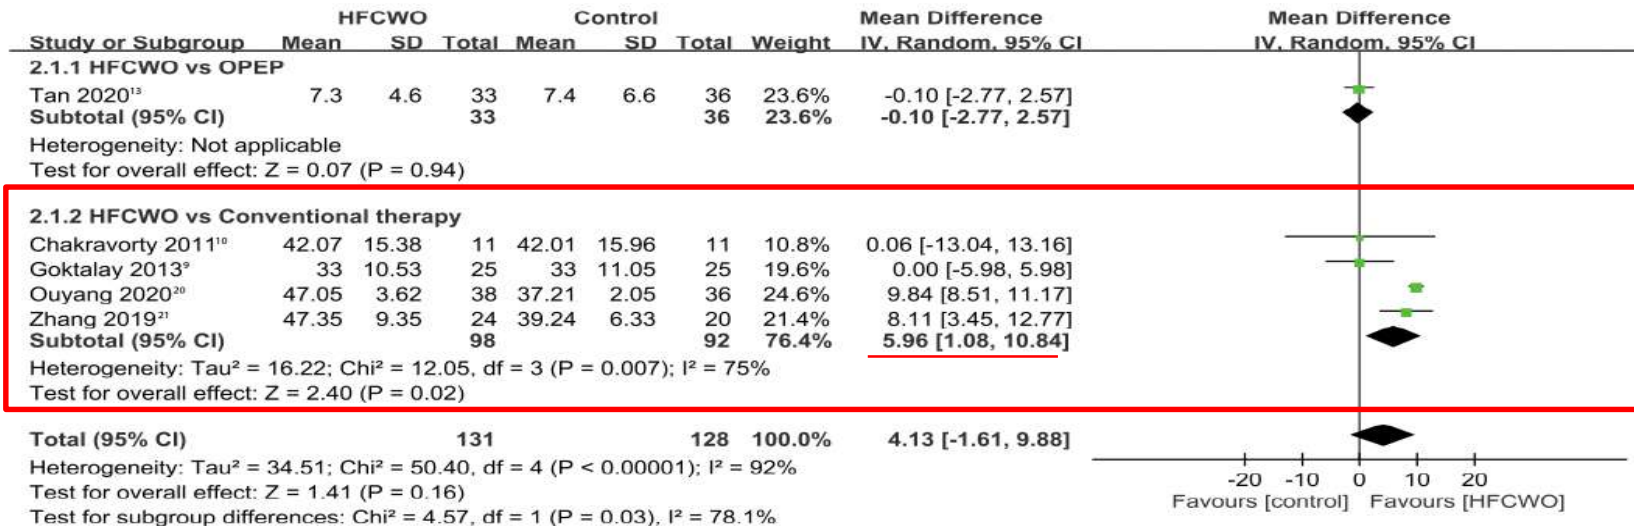 HFCWO Control Mean Difference Mean Difference
Study or Subgroup Mean SD Total Mean SD Total Weight IV, Random, 95% CI IV, Random, 95% CI
2.1.1 HFCWO vs OPEP
Tan 2020¹³ 7.3 4.6 33 7.4 6.6 36 23.6% -0.10 [-2.77, 2.57]
Subtotal (95% CI) 33 36 23.6% -0.10 [-2.77, 2.57]
Heterogeneity: Not applicable
Test for overall effect: Z = 0.07 (P = 0.94)
2.1.2 HFCWO vs Conventional therapy
Chakravorty 2011¹⁰ 42.07 15.38 11 42.01 15.96 11 10.8% 0.06 [-13.04, 13.16]
Goktalay 2013⁹ 33 10.53 25 33 11.05 25 19.6% 0.00 [-5.98, 5.98]
Ouyang 2020²⁰ 47.05 3.62 38 37.21 2.05 36 24.6% 9.84 [8.51, 11.17]
Zhang 2019²¹ 47.35 9.35 24 39.24 6.33 20 21.4% 8.11 [3.45, 12.77]
Subtotal (95% CI) 98 92 76.4% 5.96 [1.08, 10.84]
Heterogeneity: Tau² = 16.22; Chi² = 12.05, df = 3 (P = 0.007); I² = 75%
Test for overall effect: Z = 2.40 (P = 0.02)
Total (95% CI) 131 128 100.0% 4.13 [-1.61, 9.88]
Heterogeneity: Tau² = 34.51; Chi² = 50.40, df = 4 (P < 0.00001); I² = 92%
Test for overall effect: Z = 1.41 (P = 0.16)
Test for subgroup differences: Chi² = 4.57, df = 1 (P = 0.03), I² = 78.1%
-20 -10 0 10 20
Favours [control] Favours [HFCWO]